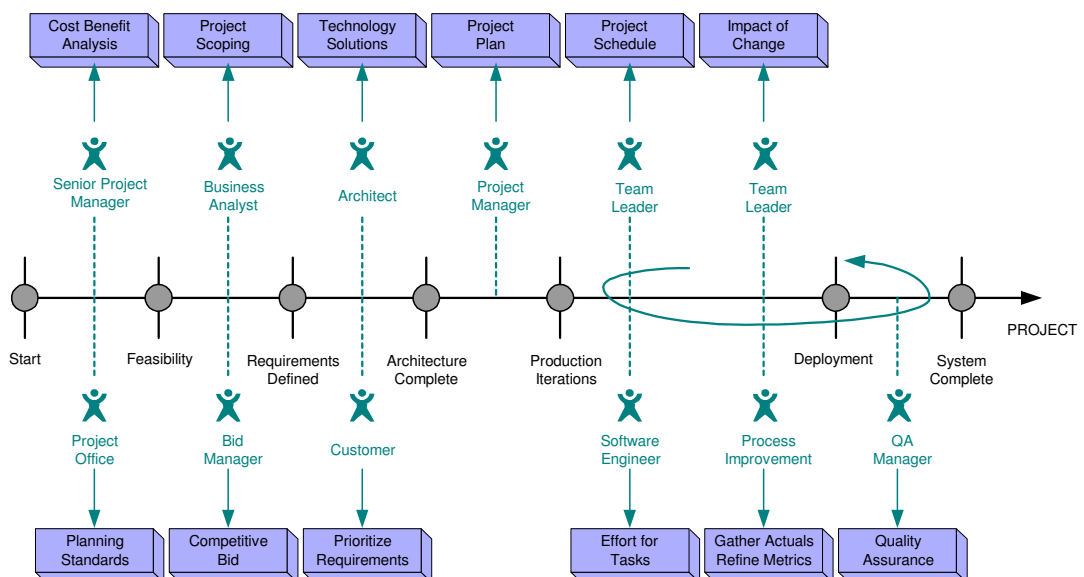 Cost Benefit
Analysis
Project
Scoping
Technology
Solutions
Project
Plan
Project
Schedule
Impact of
Change
Senior Project
Manager
Business
Analyst
Architect
Project
Manager
Team
Leader
Team
Leader
PROJECT
Start
Feasibility
Requirements
Defined
Architecture
Complete
Production
Iterations
Deployment
System
Complete
Project
Office
Bid
Manager
Customer
Software
Engineer
Process
Improvement
QA
Manager
Planning
Standards
Competitive
Bid
Prioritize
Requirements
Effort for
Tasks
Gather Actuals
Refine Metrics
Quality
Assurance